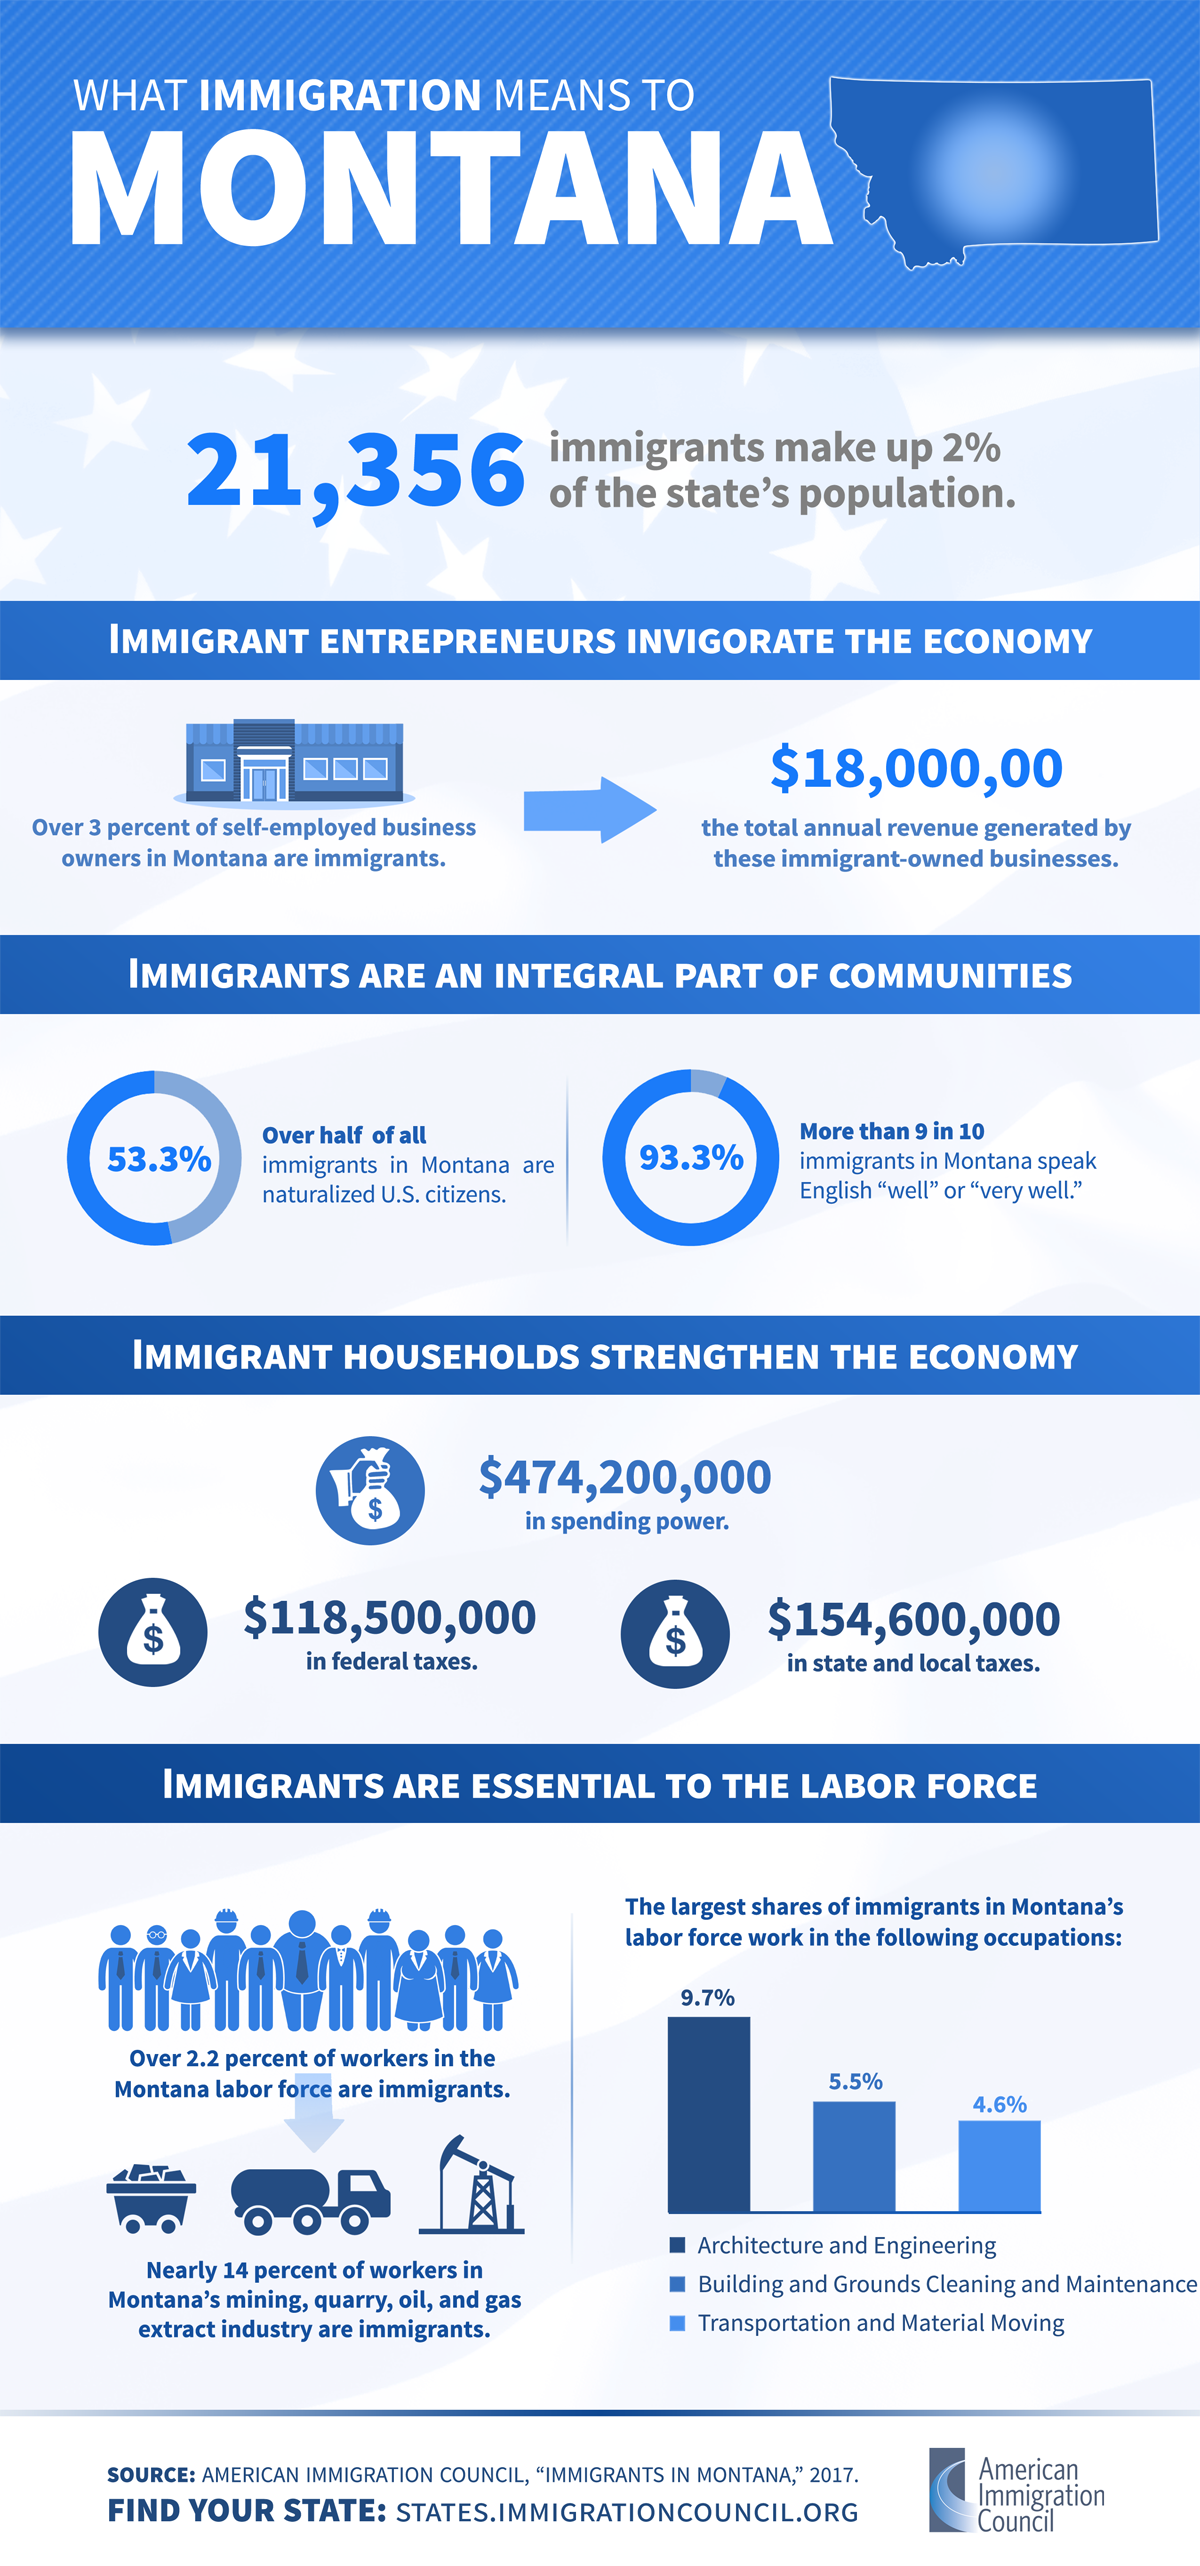 WHAT IMMIGRATION MEANS TO
MONTANA
21,356
immigrants make up 2%
of the state’s population.
IMMIGRANT ENTREPRENEURS INVIGORATE THE ECONOMY
Over 3 percent of self-employed business
owners in Montana are immigrants.
$18,000,00
the total annual revenue generated by
these immigrant-owned businesses.
IMMIGRANTS ARE AN INTEGRAL PART OF COMMUNITIES
53.3%
Over half of all
immigrants in Montana are
naturalized U.S. citizens.
93.3%
More than 9 in 10
immigrants in Montana speak
English “well” or “very well.”
IMMIGRANT HOUSEHOLDS STRENGTHEN THE ECONOMY
$
$474,200,000
in spending power.
$
$118,500,000
in federal taxes.
$
$154,600,000
in state and local taxes.
IMMIGRANTS ARE ESSENTIAL TO THE LABOR FORCE
Over 2.2 percent of workers in the
Montana labor force are immigrants.
Nearly 14 percent of workers in
Montana’s mining, quarry, oil, and gas
extract industry are immigrants.
The largest shares of immigrants in Montana’s
labor force work in the following occupations:
9.7%
5.5%
4.6%
Architecture and Engineering
Building and Grounds Cleaning and Maintenance
Transportation and Material Moving
SOURCE: AMERICAN IMMIGRATION COUNCIL, “IMMIGRANTS IN MONTANA,” 2017.
FIND YOUR STATE: STATES.IMMIGRATIONCOUNCIL.ORG
American
Immigration
Council